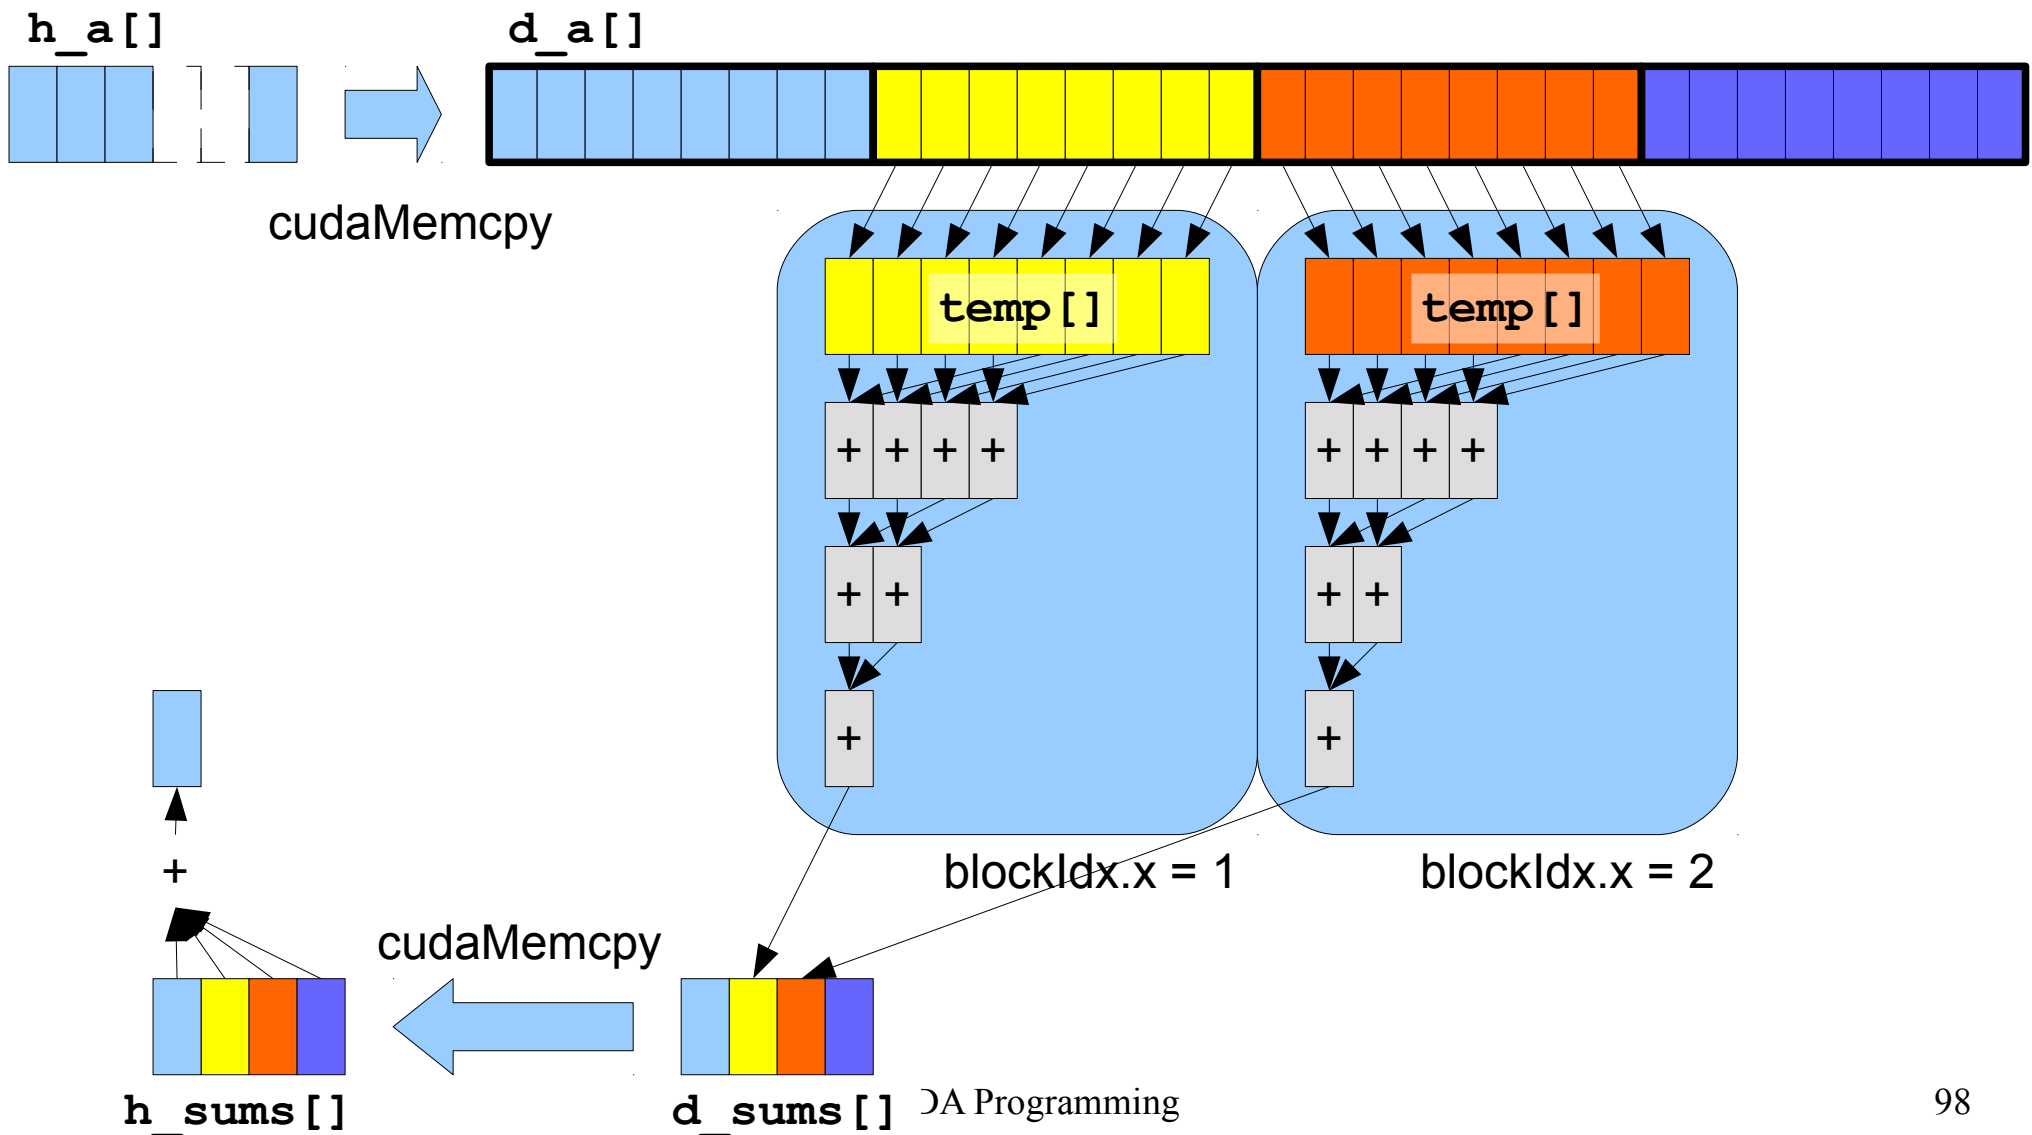 h_a[]
d_a[]
cudaMemcpy
temp[]
temp[]
+ + + +
+ + + +
+ +
+ +
+
+
blockIdx.x = 1
blockIdx.x = 2
+
cudaMemcpy
h_sums[]
d_sums[]
A Programming
98